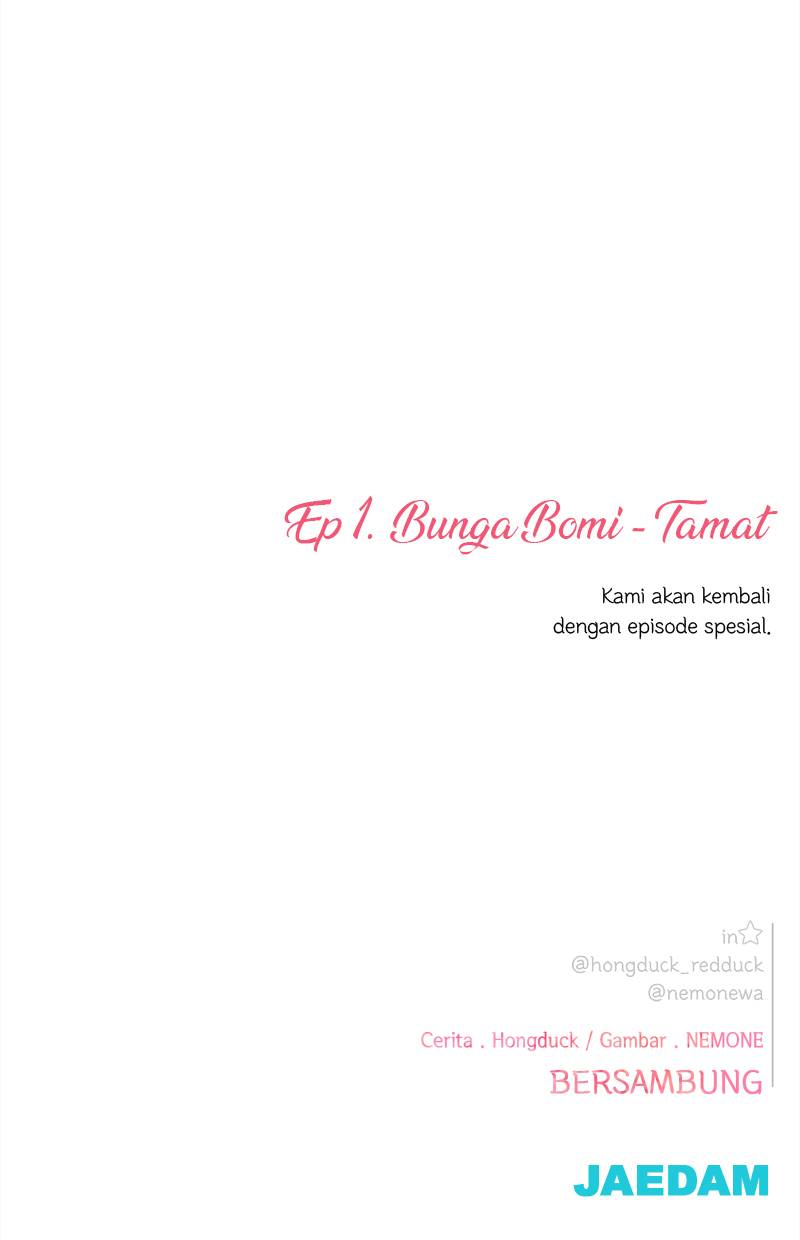 Ep 1. Bunga Bomi - Tamat
Kami akan kembali
dengan episode spesial.
in☆
@hongduck_redduck
@nemonewa
Cerita . Hongduck / Gambar . NEMONE
BERSAMBUNG
JAEDAM